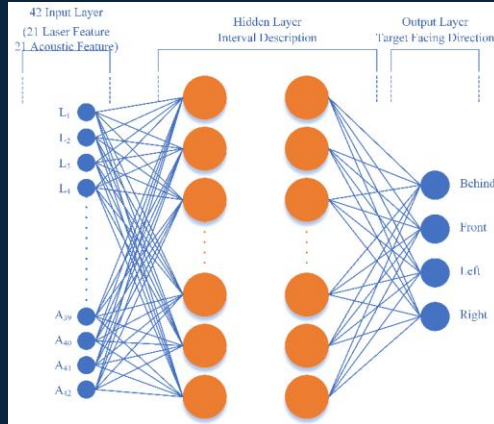 42 Input Layer
(21 Laser Feature
21 Acoustic Feature)
Hidden Layer
Interval Description
Output Layer
Target Facing Direction
L₁
L₂
L₃
L₄
A₃₉
A₄₀
A₄₁
A₄₂
Behind
Front
Left
Right